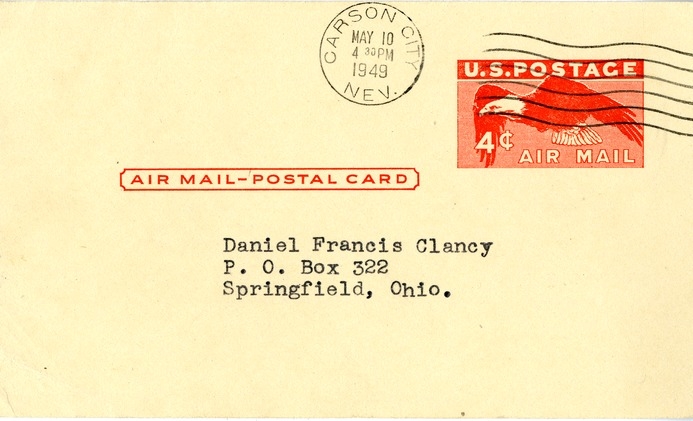 CARSON CITY
MAY 10
4 30 PM
1949
NEV.
U.S. POSTAGE
4¢
AIR MAIL
AIR MAIL-POSTAL CARD
Daniel Francis Clancy
P. O. Box 322
Springfield, Ohio.